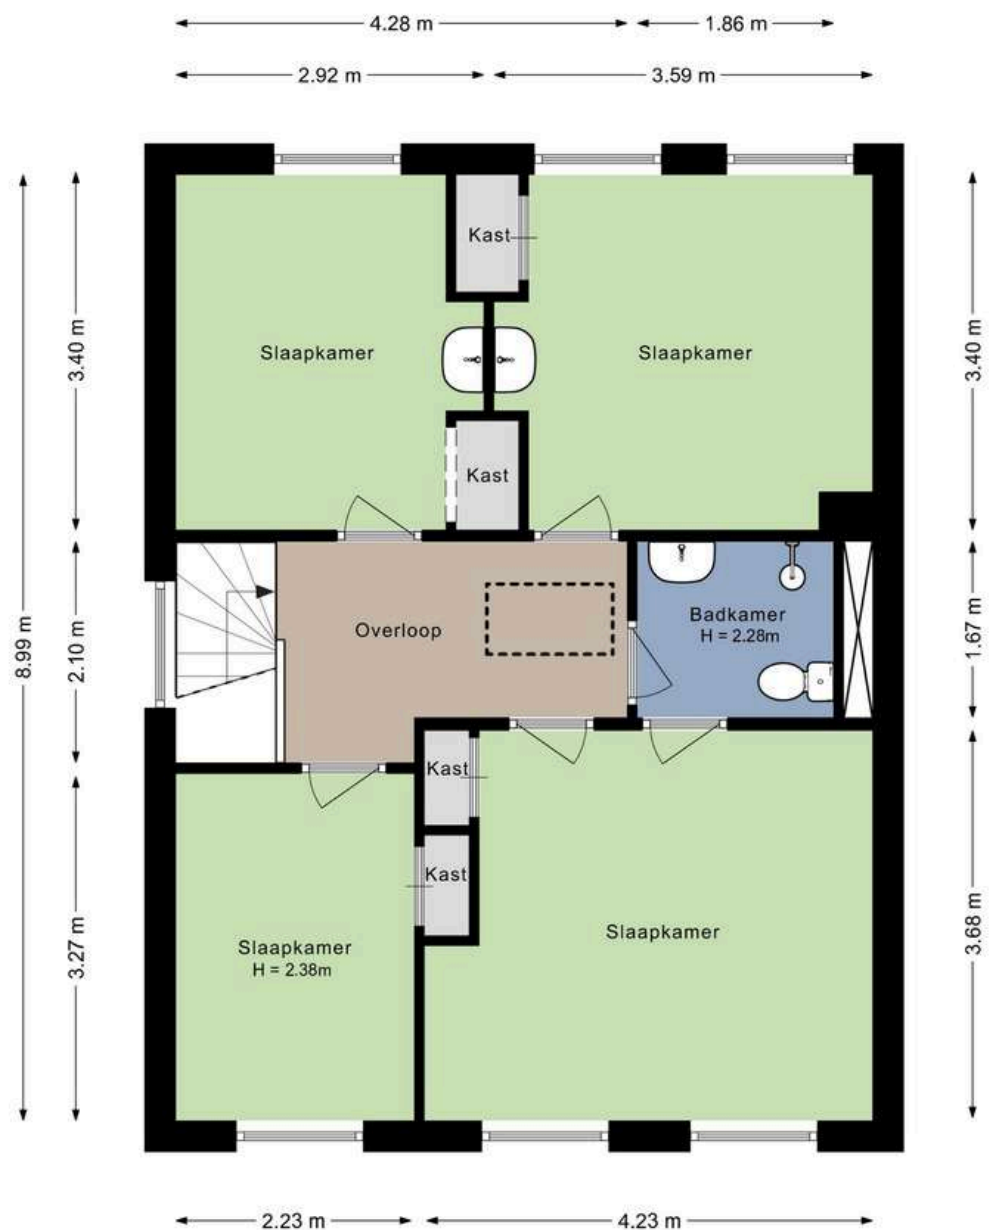 4.28 m
1.86 m
2.92 m
3.59 m
Kast
3.40 m
Slaapkamer
Slaapkamer
3.40 m
Kast
8.99 m
2.10 m
Overloop
Badkamer
H = 2.28m
1.67 m
Kast
Kast
3.27 m
Slaapkamer
H = 2.38m
Slaapkamer
3.68 m
2.23 m
4.23 m